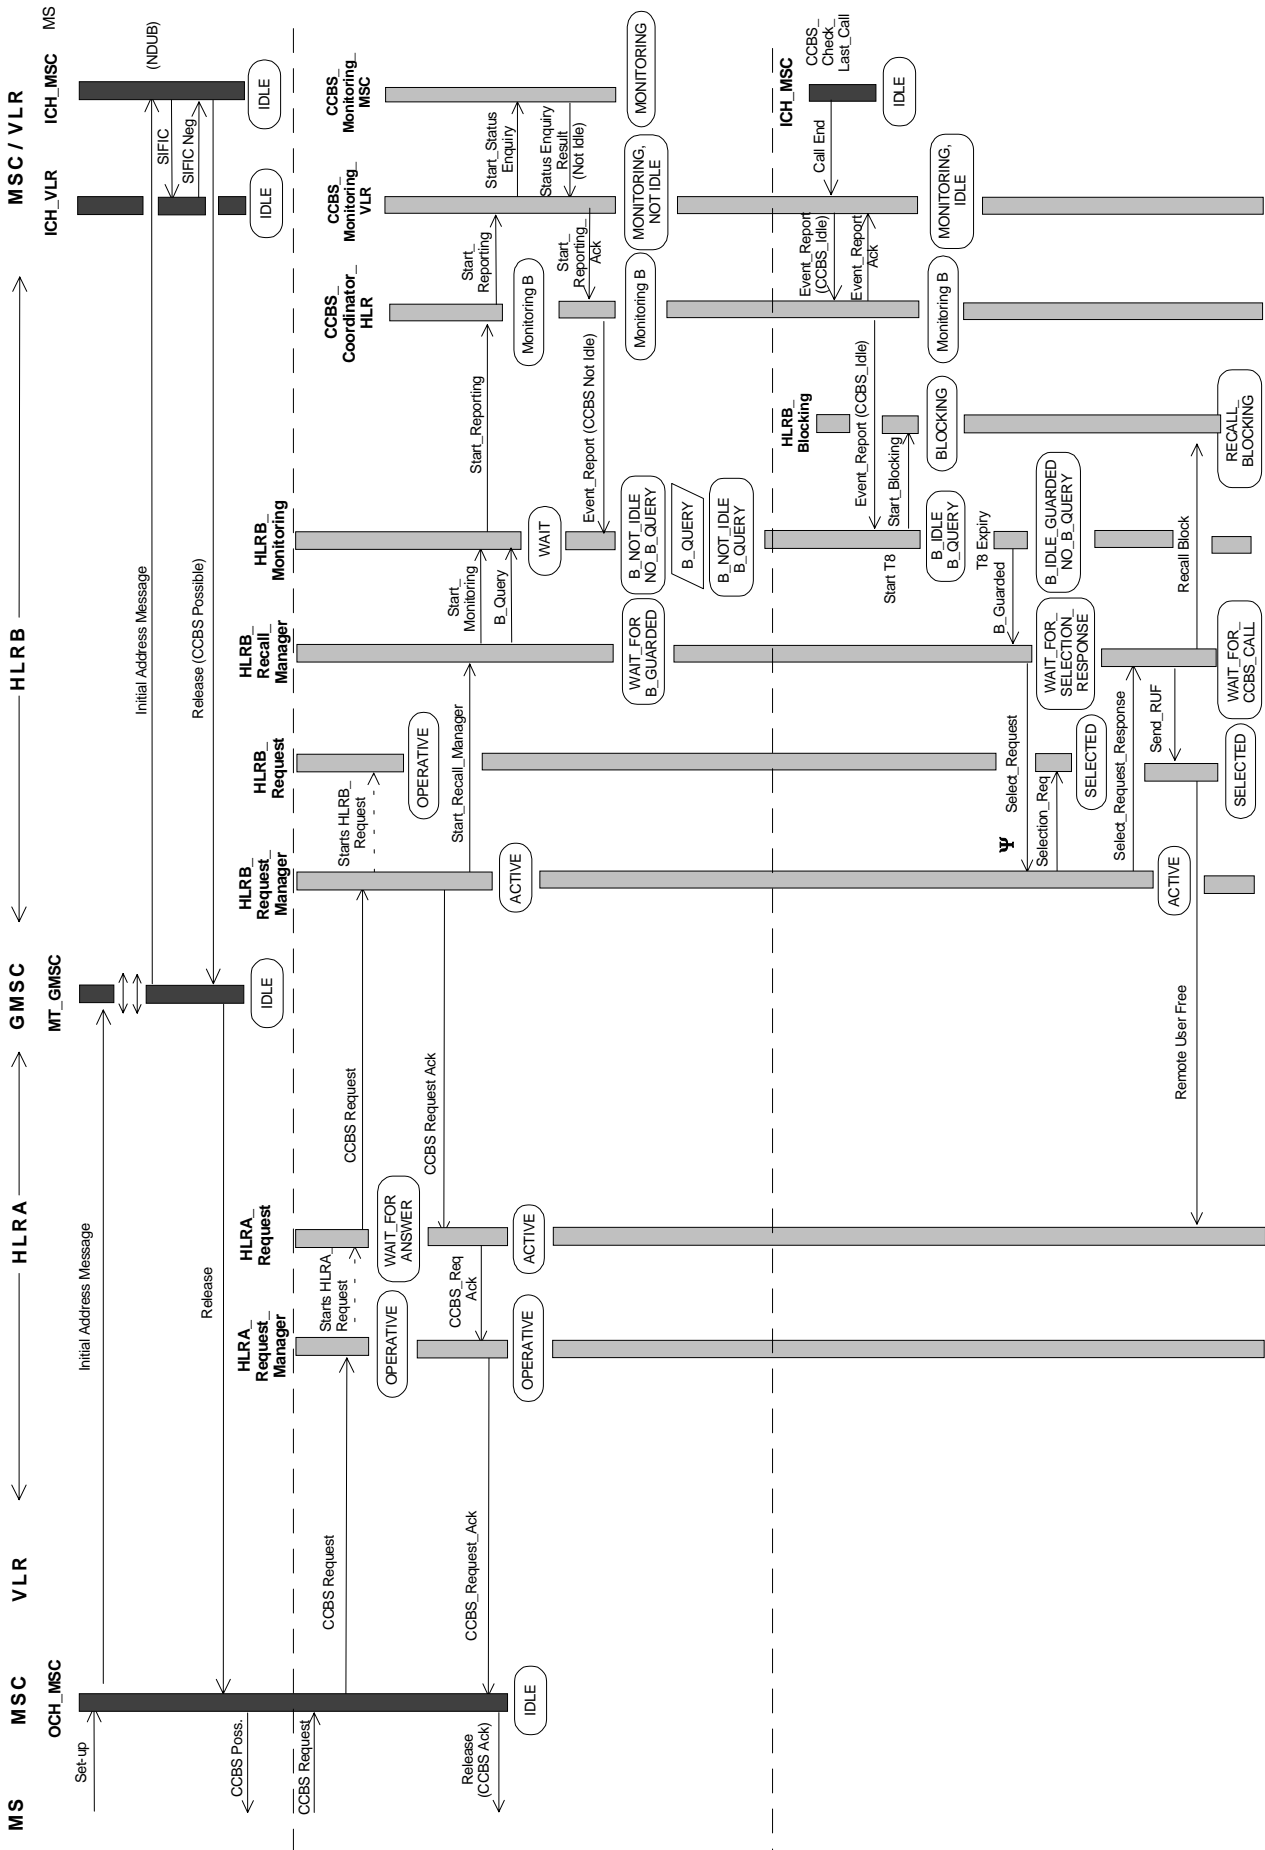 MS
MSC
VLR
HLRA
GMSC
HLRB
MSC / VLR
OCH_MSC
MT_GMSC
ICH_VLR
ICH_MSC
MS
Set-up
Initial Address Message
Initial Address Message
(NDUB)
SIFIC
SIFIC Neg
Release (CCBS Possible)
Release
CCBS Poss.
IDLE
IDLE
IDLE
HLRA_
Request_
Manager
HLRA_
Request
HLRB_
Request_
Manager
HLRB_
Request
HLRB_
Recall_
Manager
HLRB_
Monitoring
CCBS_
Coordinator_
HLR
CCBS_
Monitoring_
VLR
CCBS_
Monitoring_
MSC
CCBS Request
CCBS Request
Starts HLRA_
Request
CCBS Request
Starts HLRB_
Request
OPERATIVE
WAIT_FOR
ANSWER
OPERATIVE
CCBS Request Ack
Start_Recall_Manager
CCBS_Req
Ack
Start_
Monitoring
B_Query
Start_Reporting
Start_
Reporting
Start_Status
Enquiry
CCBS_Request_Ack
Release
(CCBS Ack)
IDLE
OPERATIVE
ACTIVE
ACTIVE
WAIT
Monitoring B
Status Enquiry
Result
(Not Idle)
Start_
Reporting_
Ack
Event_Report (CCBS Not Idle)
WAIT_FOR
B_GUARDED
B_NOT_IDLE
NO_B_QUERY
Monitoring B
MONITORING,
NOT IDLE
MONITORING
B_QUERY
B_NOT_IDLE
B_QUERY
HLRB_
Blocking
ICH_MSC
CCBS_
Check_
Last_Call
Call End
IDLE
Event_Report
(CCBS_Idle)
Event_Report
Ack
Event_Report (CCBS_Idle)
Start_Blocking
Start T8
B_IDLE
B_QUERY
BLOCKING
Monitoring B
MONITORING,
IDLE
T8 Expiry
B_Guarded
Select_Request
Ψ
Selection_Req
WAIT_FOR_
SELECTION_
RESPONSE
B_IDLE_GUARDED
NO_B_QUERY
SELECTED
Select_Request_Response
Send_RUF
Recall Block
ACTIVE
Remote User Free
SELECTED
WAIT_FOR_
CCBS_CALL
RECALL_
BLOCKING